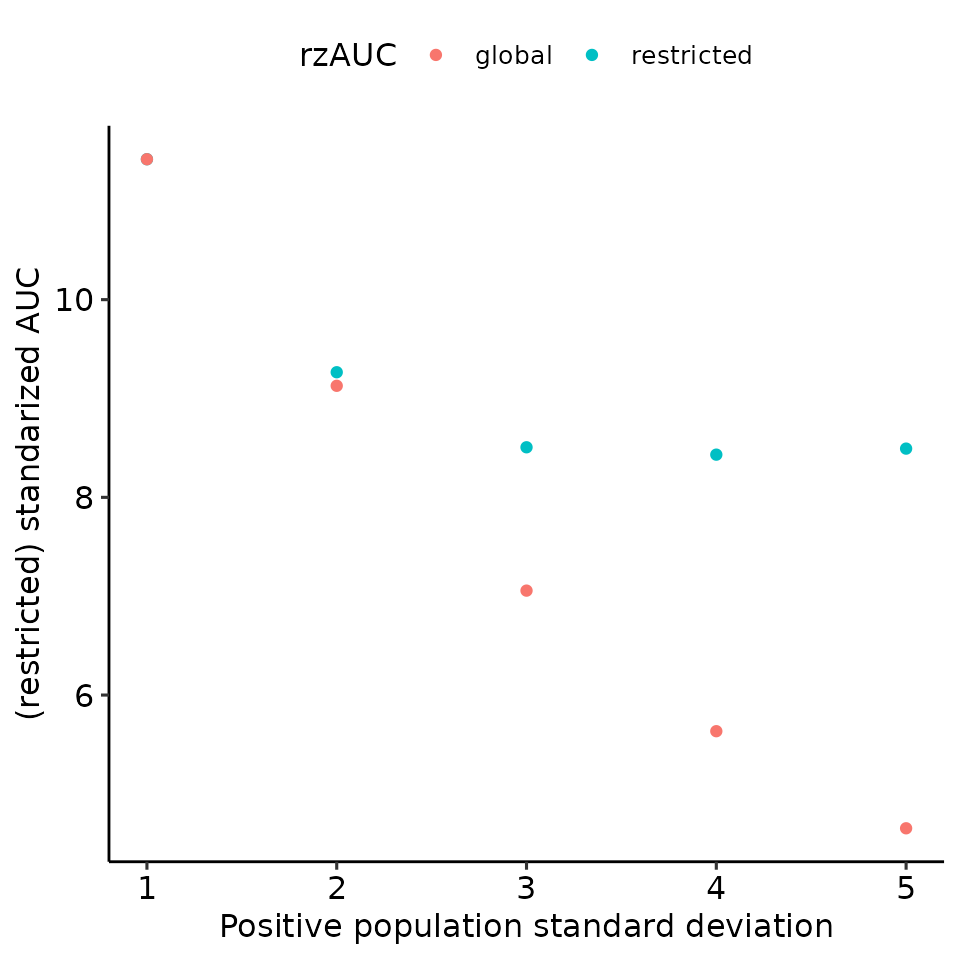 rzAUC global restricted
(restricted) standarized AUC
10
8
6
1 2 3 4 5
Positive population standard deviation